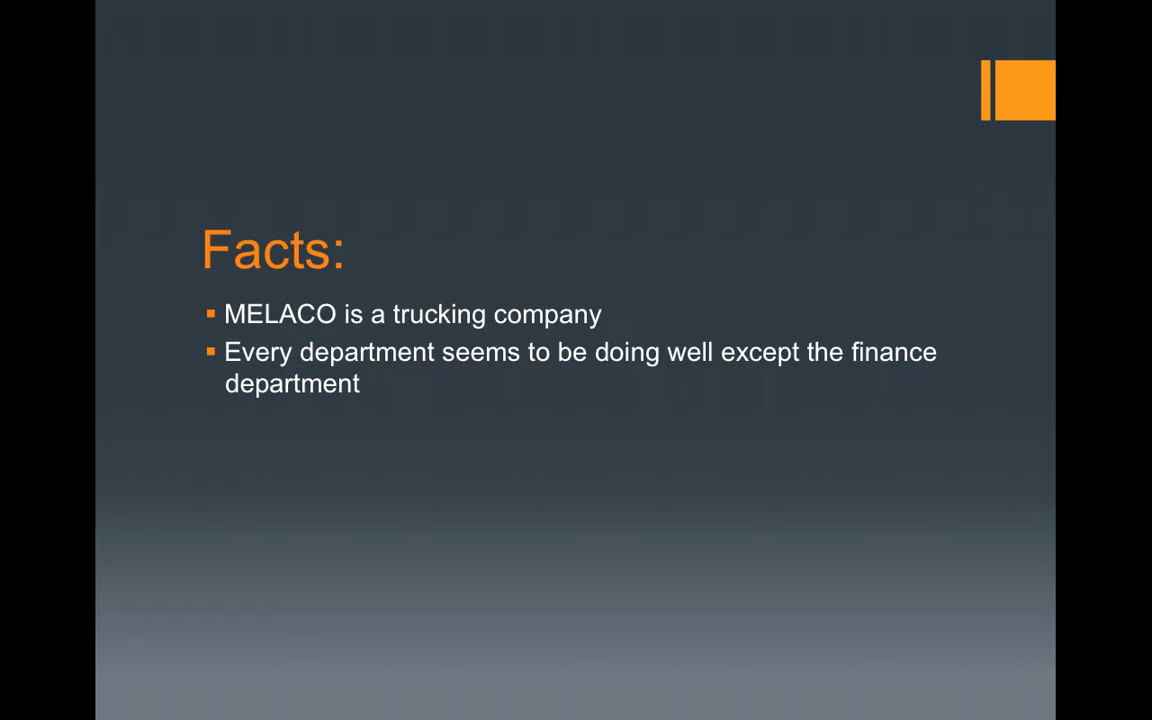 Facts:
MELACO is a trucking company
Every department seems to be doing well except the finance
department